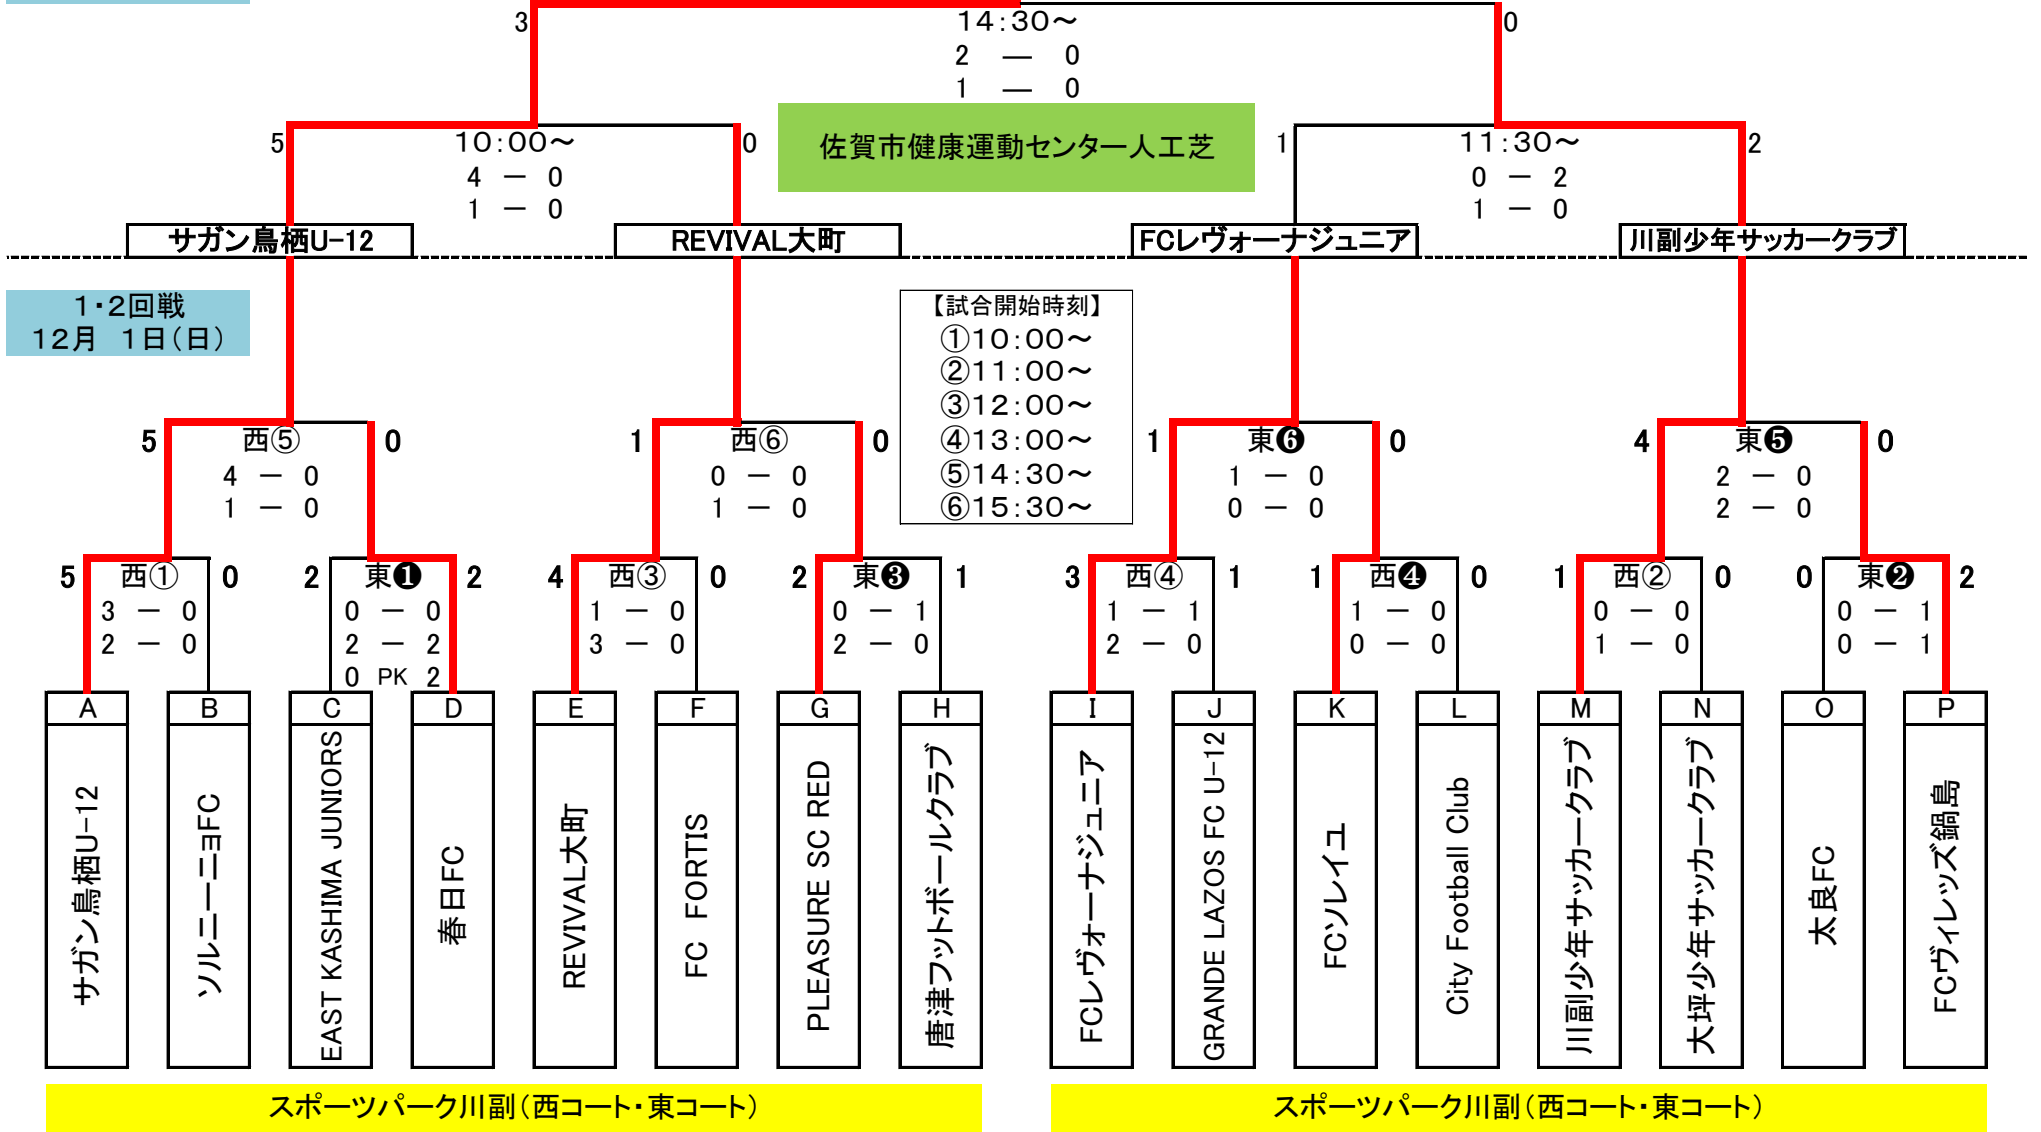 3 14:30～ 0
2 ― 0
1 ― 0
5 10:00～ 0
4 － 0
1 － 0
佐賀市健康運動センター人工芝
1 11:30～ 2
0 － 2
1 － 0
サガン鳥栖U-12 REVIVAL大町 FCレヴォーナジュニア 川副少年サッカークラブ
1・2回戦
12月 1日(日)
【試合開始時刻】
①10:00～
②11:00～
③12:00～
④13:00～
⑤14:30～
⑥15:30～
5 西⑤ 0
4 － 0
1 － 0
1 西⑥ 0
0 － 0
1 － 0
1 東❻ 0
1 － 0
0 － 0
4 東❺ 0
2 － 0
2 － 0
5 西① 0
3 － 0
2 － 0
2 東❶ 2
0 － 0
2 － 2
0 PK 2
4 西③ 0
1 － 0
3 － 0
2 東❸ 1
0 － 1
2 － 0
3 西④ 1
1 － 1
2 － 0
1 西❹ 0
1 － 0
0 － 0
1 西② 0
0 － 0
1 － 0
0 東❷ 2
0 － 1
0 － 1
A B C D E F G H I J K L M N O P
サガン鳥栖U-12
ソルニーニョFC
EAST KASHIMA JUNIORS
春日FC
REVIVAL大町
FC FORTIS
PLEASURE SC RED
唐津フットボールクラブ
FCレヴォーナジュニア
GRANDE LAZOS FC U-12
FCソレイユ
City Football Club
川副少年サッカークラブ
大坪少年サッカークラブ
太良FC
FCヴィレッズ鍋島
スポーツパーク川副(西コート・東コート)
スポーツパーク川副(西コート・東コート)